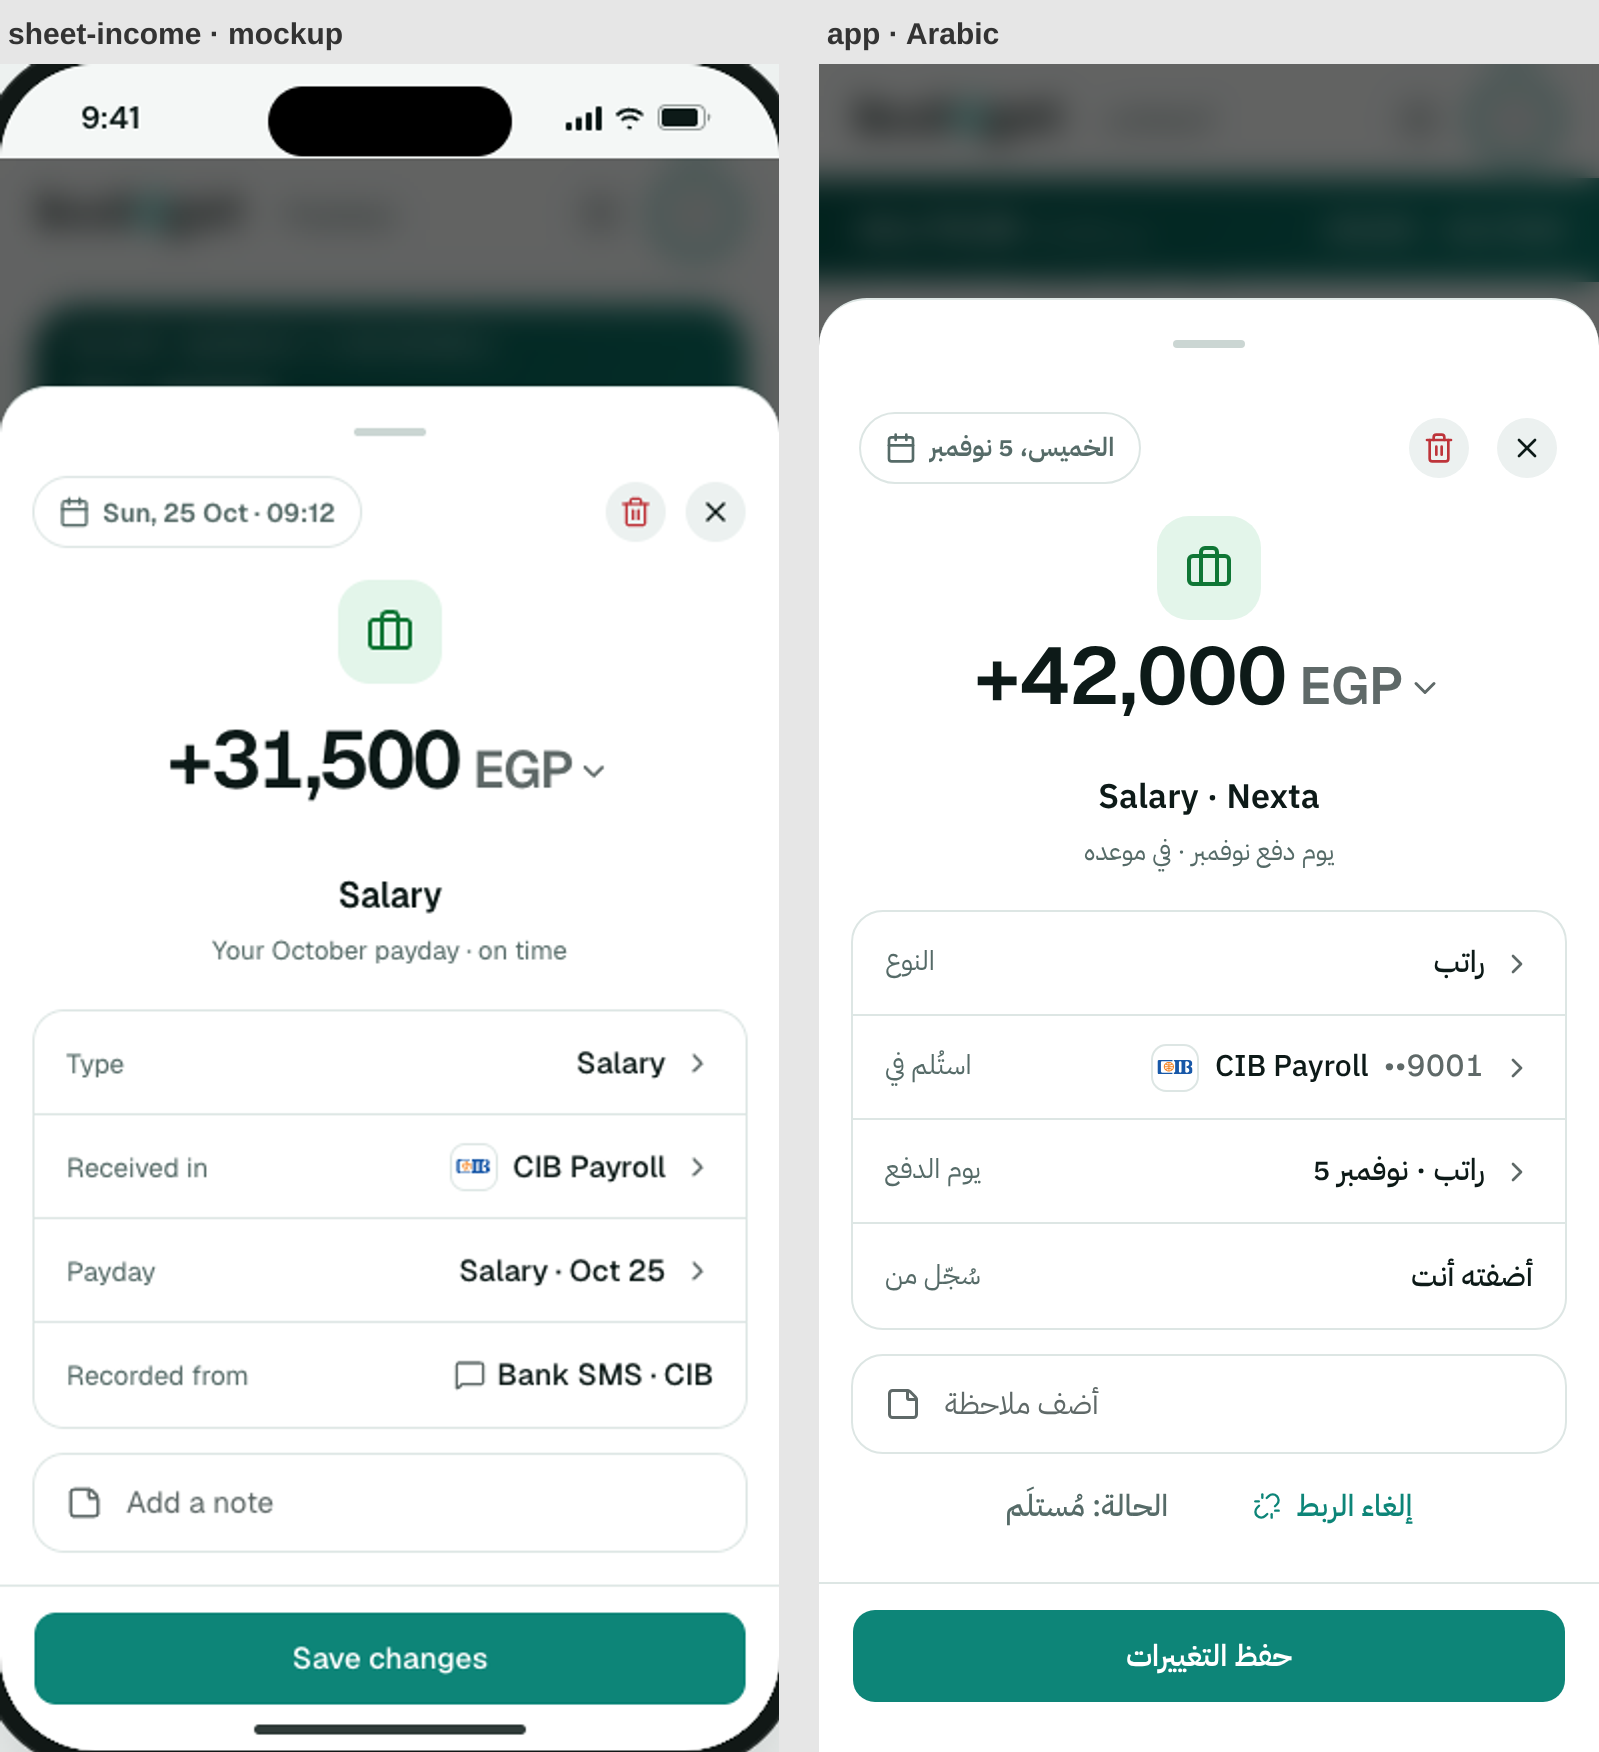 sheet-income · mockup
9:41
Sun, 25 Oct · 09:12
+31,500 EGP
Salary
Your October payday · on time
Type Salary
Received in CIB CIB Payroll
Payday Salary · Oct 25
Recorded from Bank SMS · CIB
Add a note
Save changes
app · Arabic
الخميس، 5 نوفمبر
+42,000 EGP
Salary · Nexta
يوم دفع نوفمبر · في موعده
النوع راتب
استُلم في CIB CIB Payroll ••9001
يوم الدفع راتب · نوفمبر 5
سُجّل من أضفته أنت
أضف ملاحظة
الحالة: مُستلَم إلغاء الربط
حفظ التغييرات